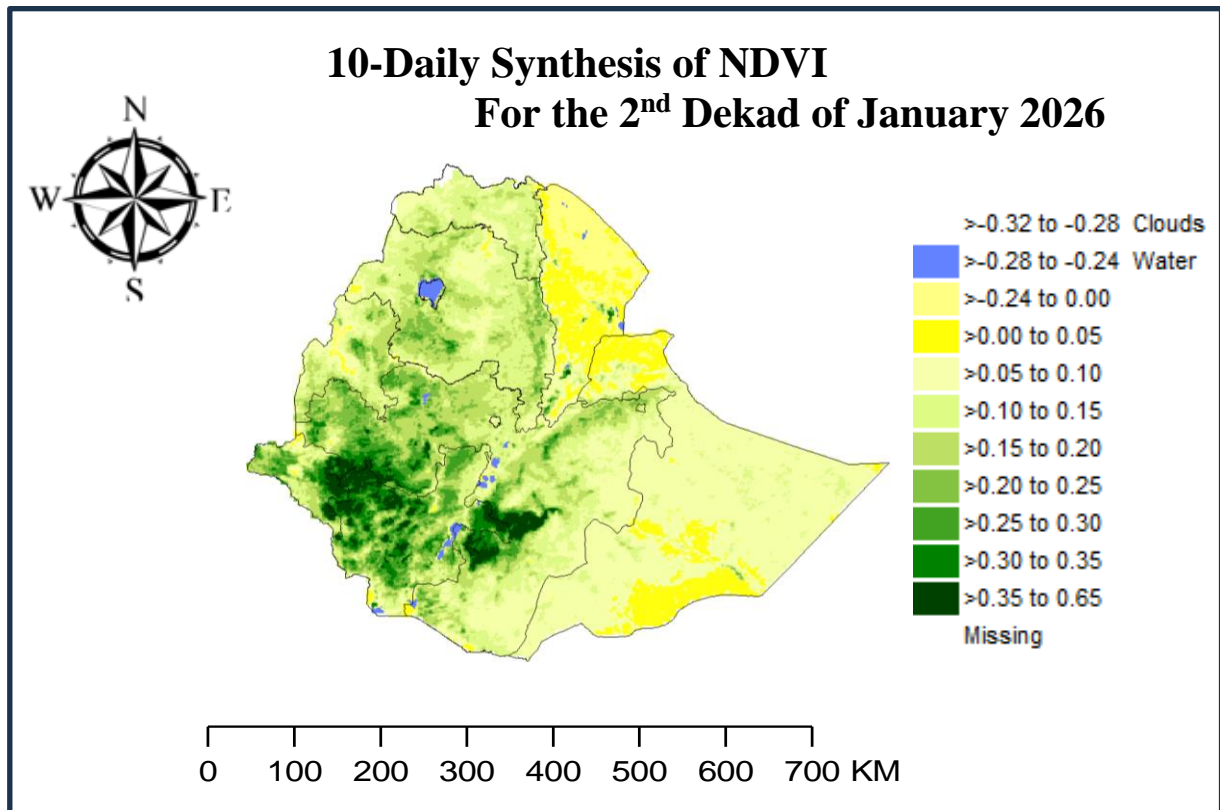 10-Daily Synthesis of NDVI
For the 2nd Dekad of January 2026
N
W E
S
>-0.32 to -0.28 Clouds
>-0.28 to -0.24 Water
>-0.24 to 0.00
>0.00 to 0.05
>0.05 to 0.10
>0.10 to 0.15
>0.15 to 0.20
>0.20 to 0.25
>0.25 to 0.30
>0.30 to 0.35
>0.35 to 0.65
Missing
0 100 200 300 400 500 600 700 KM